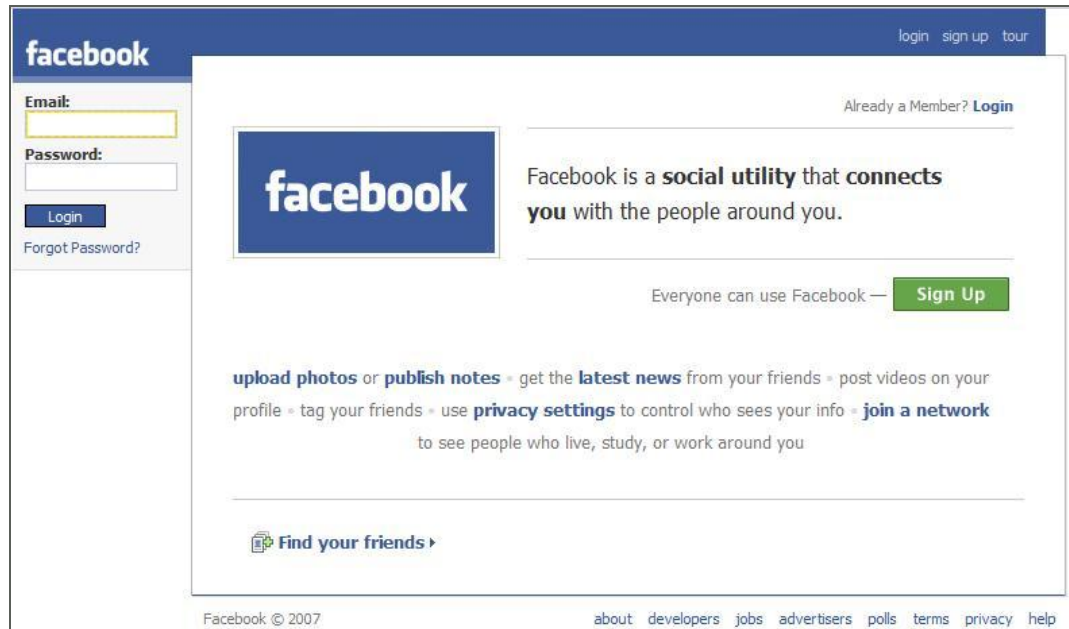 login sign up tour
facebook
Email:
Password:
Login
Forgot Password?
Already a Member? Login
facebook
Facebook is a social utility that connects
you with the people around you.
Everyone can use Facebook — Sign Up
upload photos or publish notes • get the latest news from your friends • post videos on your
profile • tag your friends • use privacy settings to control who sees your info • join a network
to see people who live, study, or work around you
Find your friends
Facebook © 2007 about developers jobs advertisers polls terms privacy help